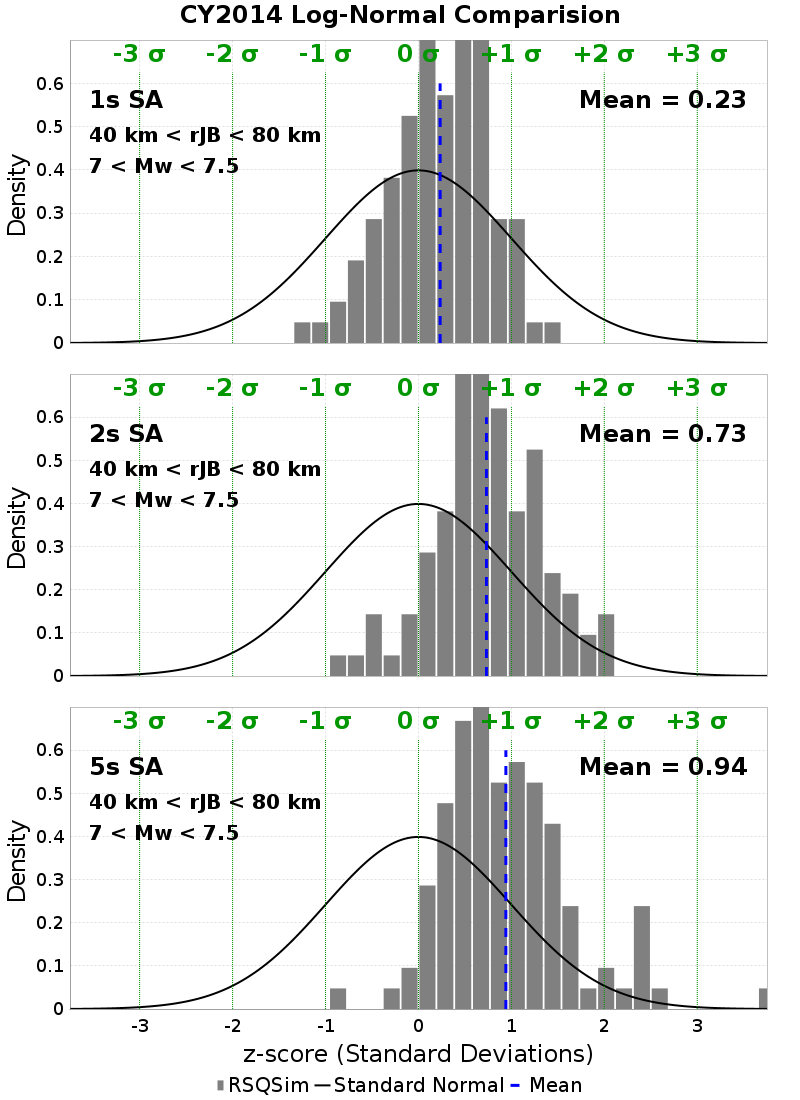 CY2014 Log-Normal Comparision
-3 σ -2 σ -1 σ 0 σ +1 σ +2 σ +3 σ
1s SA
Mean = 0.23
40 km < rJB < 80 km
7 < Mw < 7.5
Density
0.6
0.5
0.4
0.3
0.2
0.1
0
-3 σ -2 σ -1 σ 0 σ +1 σ +2 σ +3 σ
2s SA
Mean = 0.73
40 km < rJB < 80 km
7 < Mw < 7.5
Density
0.6
0.5
0.4
0.3
0.2
0.1
0
-3 σ -2 σ -1 σ 0 σ +1 σ +2 σ +3 σ
5s SA
Mean = 0.94
40 km < rJB < 80 km
7 < Mw < 7.5
Density
0.6
0.5
0.4
0.3
0.2
0.1
0
-3 -2 -1 0 1 2 3
z-score (Standard Deviations)
RSQSim Standard Normal Mean